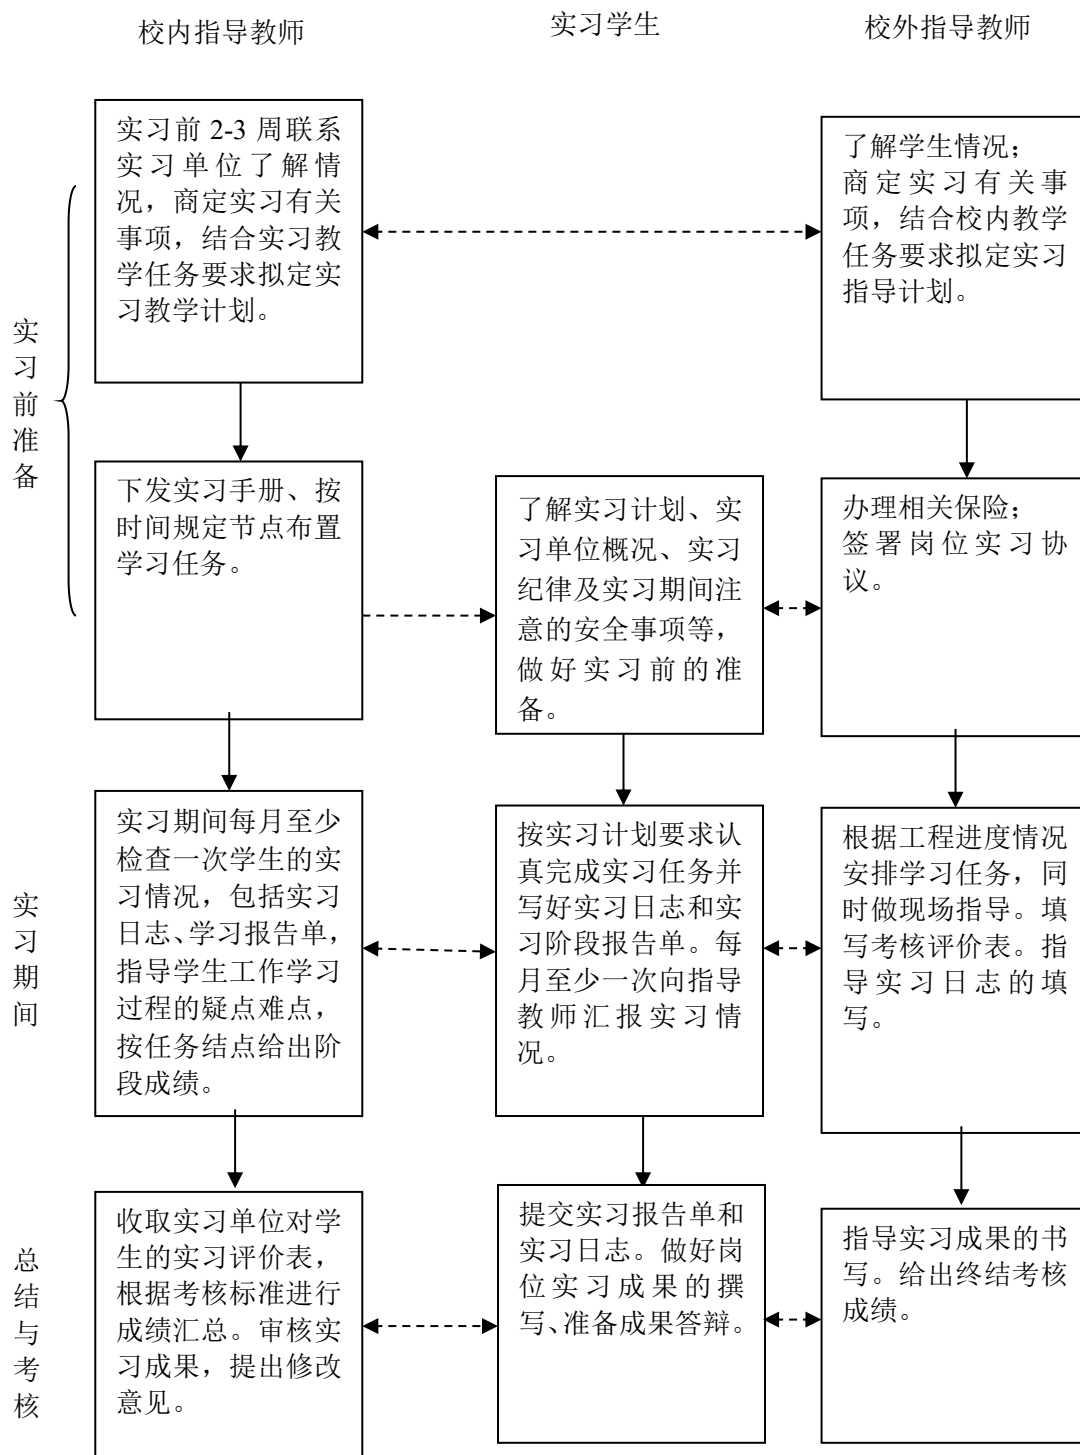 校内指导教师
实习学生
校外指导教师
实习前准备
实习前 2-3 周联系
实习单位了解情
况，商定实习有关
事项，结合实习教
学任务要求拟定实
习教学计划。
了解学生情况；
商定实习有关事
项，结合校内教学
任务要求拟定实习
指导计划。
下发实习手册、按
时间规定节点布置
学习任务。
了解实习计划、实
习单位概况、实习
纪律及实习期间注
意的安全事项等，
做好实习前的准
备。
办理相关保险；
签署岗位实习协
议。
实习期间
实习期间每月至少
检查一次学生的实
习情况，包括实习
日志、学习报告单，
指导学生工作学习
过程的疑点难点，
按任务结点给出阶
段成绩。
按实习计划要求认
真完成实习任务并
写好实习日志和实
习阶段报告单。每
月至少一次向指导
教师汇报实习情
况。
根据工程进度情况
安排学习任务，同
时做现场指导。填
写考核评价表。指
导实习日志的填
写。
总结与考核
收取实习单位对学
生的实习评价表，
根据考核标准进行
成绩汇总。审核实
习成果，提出修改
意见。
提交实习报告单和
实习日志。做好岗
位实习成果的撰
写、准备成果答辩。
指导实习成果的书
写。给出终结考核
成绩。